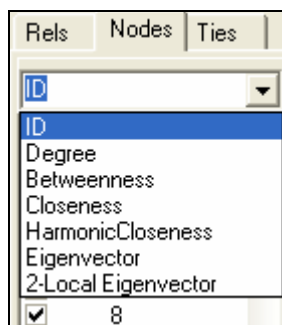 Rels Nodes Ties
ID
ID
Degree
Betweenness
Closeness
HarmonicCloseness
Eigenvector
2-Local Eigenvector
8